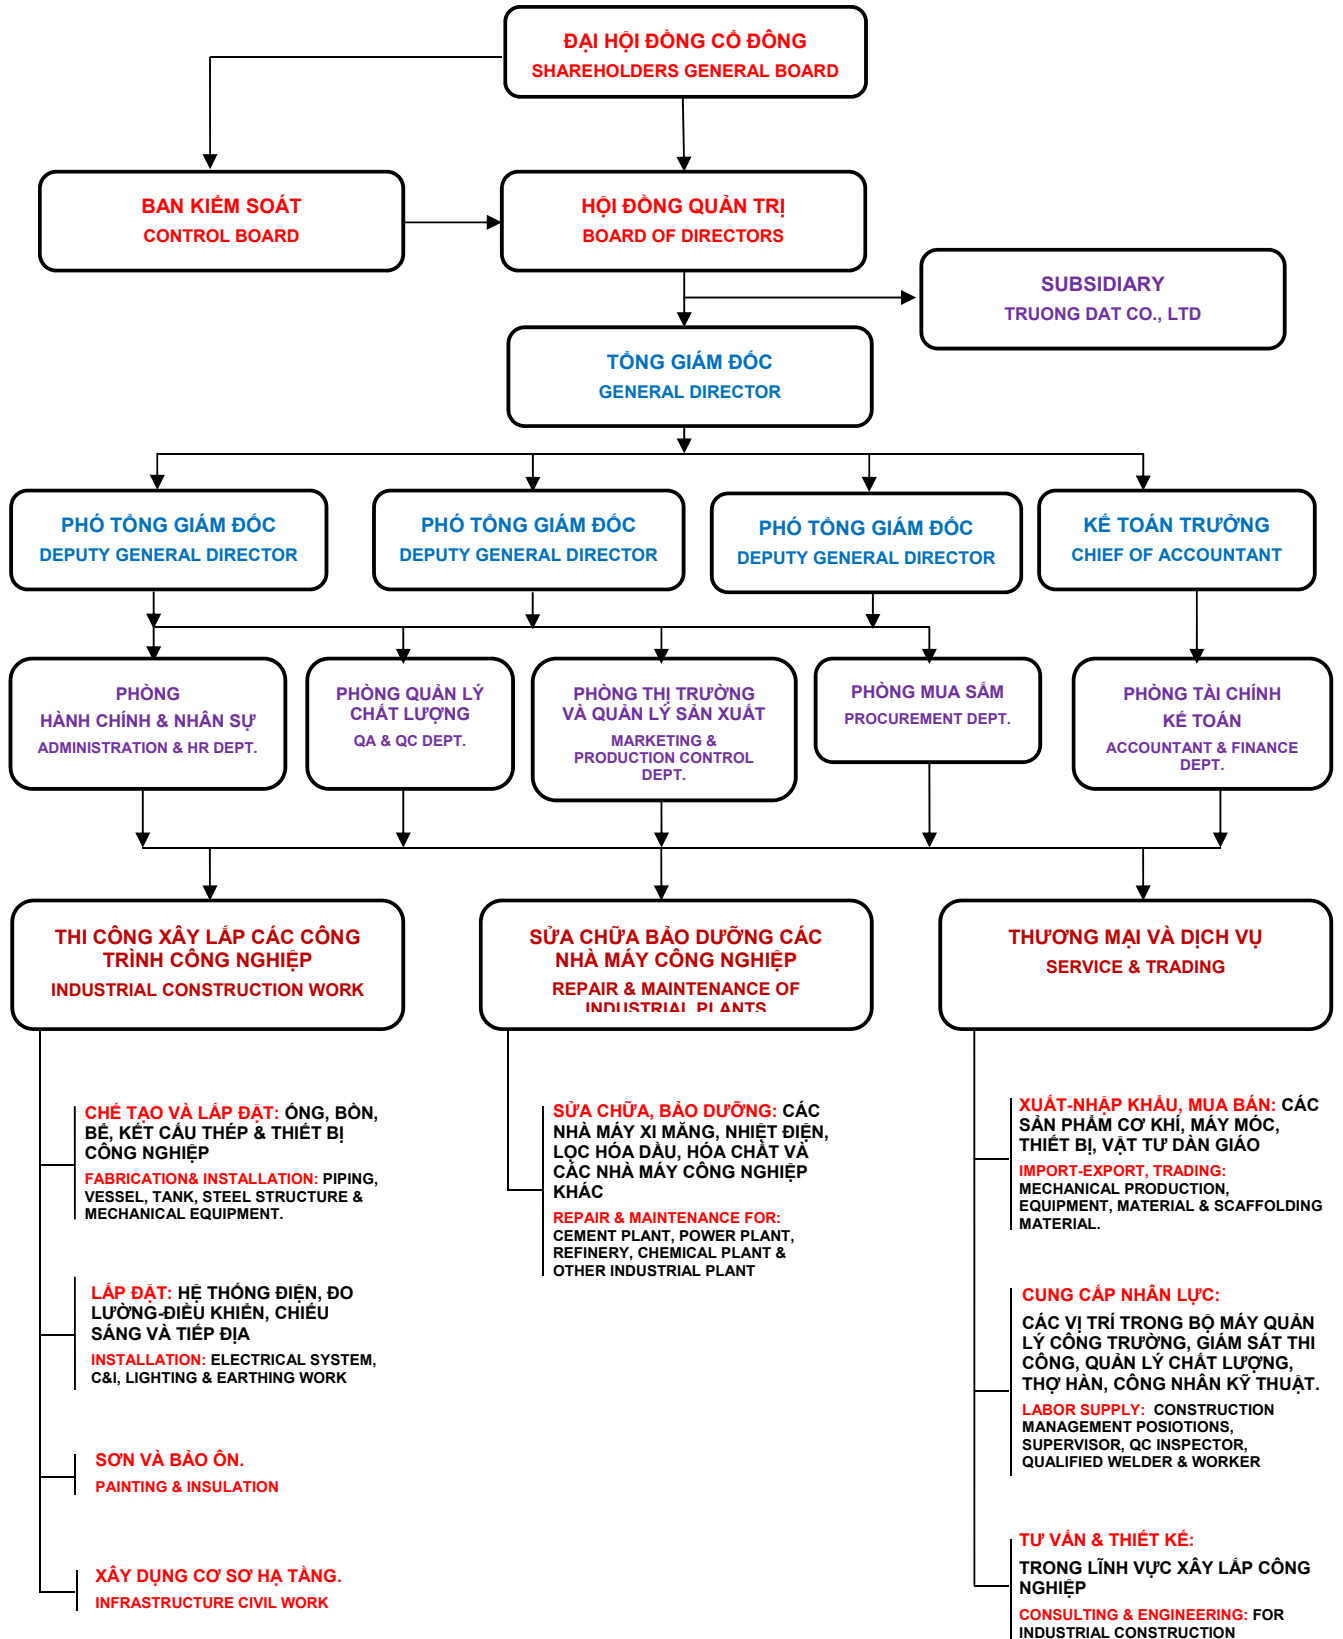 ĐẠI HỘI ĐỒNG CỔ ĐÔNG
SHAREHOLDERS GENERAL BOARD
BAN KIỂM SOÁT
CONTROL BOARD
HỘI ĐỒNG QUẢN TRỊ
BOARD OF DIRECTORS
SUBSIDIARY
TRUONG DAT CO., LTD
TỔNG GIÁM ĐỐC
GENERAL DIRECTOR
PHÓ TỔNG GIÁM ĐỐC
DEPUTY GENERAL DIRECTOR
PHÓ TỔNG GIÁM ĐỐC
DEPUTY GENERAL DIRECTOR
PHÓ TỔNG GIÁM ĐỐC
DEPUTY GENERAL DIRECTOR
KẾ TOÁN TRƯỞNG
CHIEF OF ACCOUNTANT
PHÒNG
HÀNH CHÍNH & NHÂN SỰ
ADMINISTRATION & HR DEPT.
PHÒNG QUẢN LÝ
CHẤT LƯỢNG
QA & QC DEPT.
PHÒNG THỊ TRƯỜNG
VÀ QUẢN LÝ SẢN XUẤT
MARKETING &
PRODUCTION CONTROL
DEPT.
PHÒNG MUA SẮM
PROCUREMENT DEPT.
PHÒNG TÀI CHÍNH
KẾ TOÁN
ACCOUNTANT & FINANCE
DEPT.
THI CÔNG XÂY LẮP CÁC CÔNG
TRÌNH CÔNG NGHIỆP
INDUSTRIAL CONSTRUCTION WORK
SỬA CHỮA BẢO DƯỠNG CÁC
NHÀ MÁY CÔNG NGHIỆP
REPAIR & MAINTENANCE OF
INDUSTRIAL PLANTS
THƯƠNG MẠI VÀ DỊCH VỤ
SERVICE & TRADING
CHẾ TẠO VÀ LẮP ĐẶT: ỐNG, BỒN,
BỂ, KẾT CẤU THÉP & THIẾT BỊ
CÔNG NGHIỆP
FABRICATION& INSTALLATION: PIPING,
VESSEL, TANK, STEEL STRUCTURE &
MECHANICAL EQUIPMENT.
LẮP ĐẶT: HỆ THỐNG ĐIỆN, ĐO
LƯỜNG-ĐIỀU KHIỂN, CHIẾU
SÁNG VÀ TIẾP ĐỊA
INSTALLATION: ELECTRICAL SYSTEM,
C&I, LIGHTING & EARTHING WORK
SƠN VÀ BẢO ÔN.
PAINTING & INSULATION
XÂY DỤNG CƠ SƠ HẠ TẦNG.
INFRASTRUCTURE CIVIL WORK
SỬA CHỮA, BẢO DƯỠNG: CÁC
NHÀ MÁY XI MĂNG, NHIỆT ĐIỆN,
LỌC HÓA DẦU, HÓA CHẤT VÀ
CÁC NHÀ MÁY CÔNG NGHIỆP
KHÁC
REPAIR & MAINTENANCE FOR:
CEMENT PLANT, POWER PLANT,
REFINERY, CHEMICAL PLANT &
OTHER INDUSTRIAL PLANT
XUẤT-NHẬP KHẨU, MUA BÁN: CÁC
SẢN PHẨM CƠ KHÍ, MÁY MÓC,
THIẾT BỊ, VẬT TƯ DÀN GIÁO
IMPORT-EXPORT, TRADING:
MECHANICAL PRODUCTION,
EQUIPMENT, MATERIAL & SCAFFOLDING
MATERIAL.
CUNG CẤP NHÂN LỰC:
CÁC VỊ TRÍ TRONG BỘ MÁY QUẢN
LÝ CÔNG TRƯỜNG, GIÁM SÁT THI
CÔNG, QUẢN LÝ CHẤT LƯỢNG,
THỢ HÀN, CÔNG NHÂN KỸ THUẬT.
LABOR SUPPLY: CONSTRUCTION
MANAGEMENT POSIOTIONS,
SUPERVISOR, QC INSPECTOR,
QUALIFIED WELDER & WORKER
TƯ VẤN & THIẾT KẾ:
TRONG LĨNH VỰC XÂY LẮP CÔNG
NGHIỆP
CONSULTING & ENGINEERING: FOR
INDUSTRIAL CONSTRUCTION